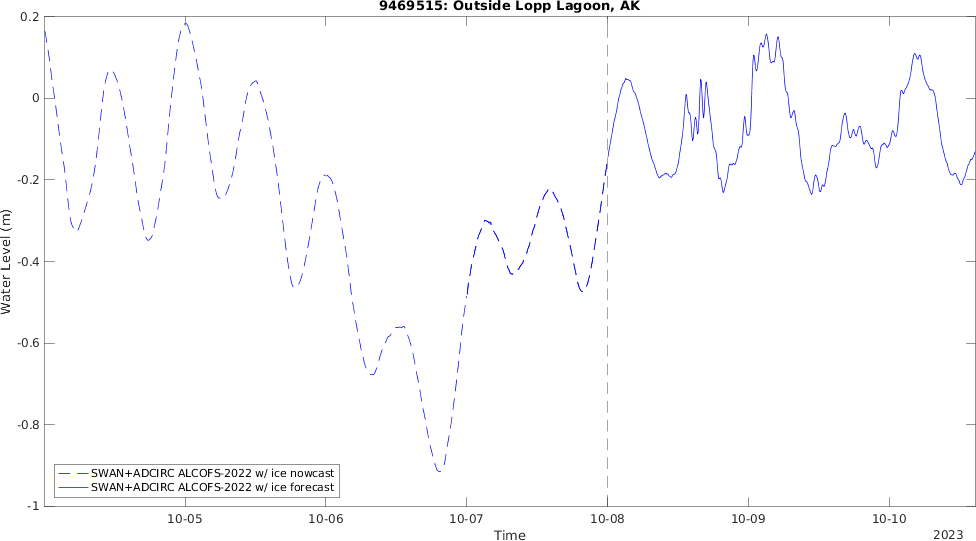 9469515: Outside Lopp Lagoon, AK
0.2
0
-0.2
-0.4
-0.6
-0.8
-1
Water Level (m)
SWAN+ADCIRC ALCOFS-2022 w/ ice nowcast
SWAN+ADCIRC ALCOFS-2022 w/ ice forecast
10-05 10-06 10-07 10-08 10-09 10-10
Time
2023